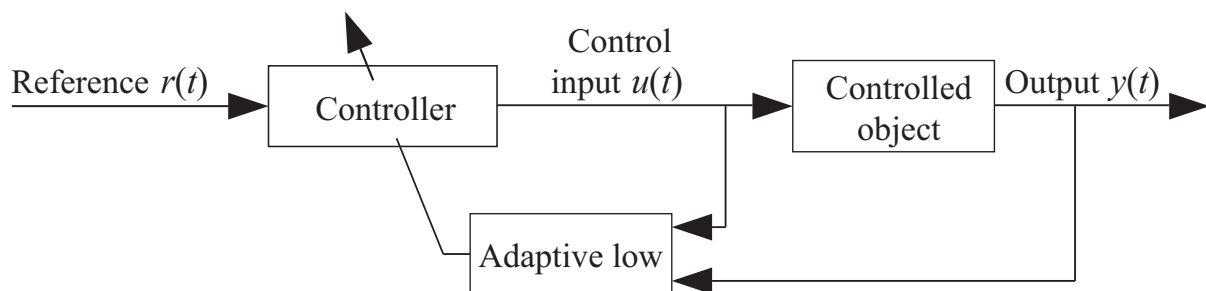 Reference r(t)
Controller
Control
input u(t)
Controlled
object
Output y(t)
Adaptive low